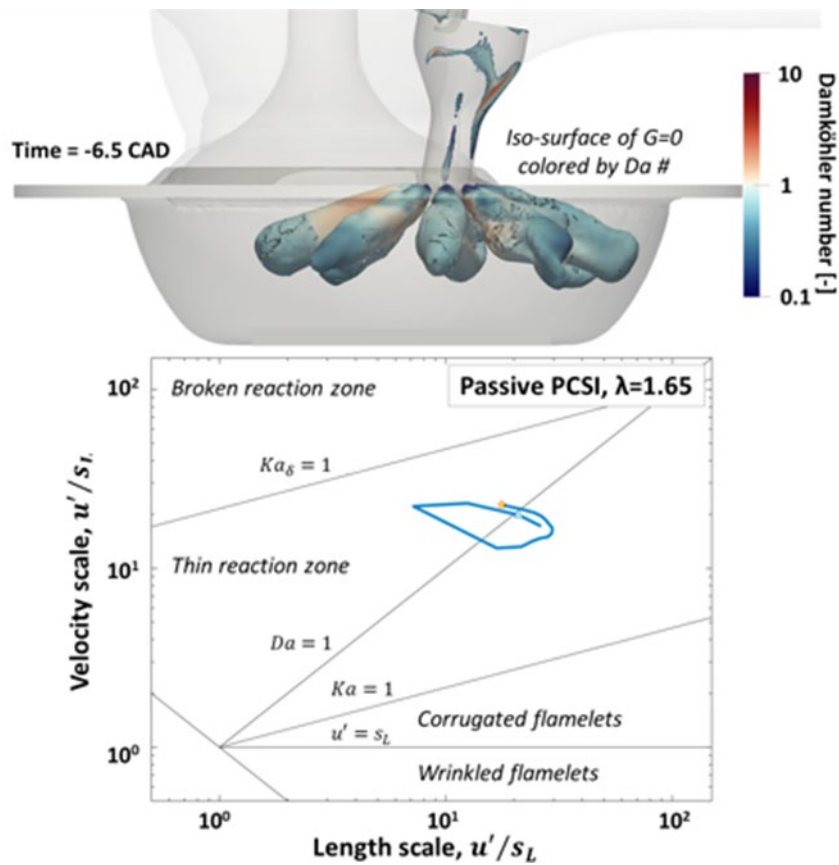 10
Time = -6.5 CAD
Iso-surface of G=0
colored by Da #
1
0.1
Damköhler number [-]
10²
Broken reaction zone
Passive PCSI, λ=1.65
Ka_δ = 1
Thin reaction zone
10¹
Da = 1
Ka = 1
Corrugated flamelets
u' = s_L
10⁰
Wrinkled flamelets
Velocity scale, u'/s_L
10⁰
10¹
10²
Length scale, u'/s_L